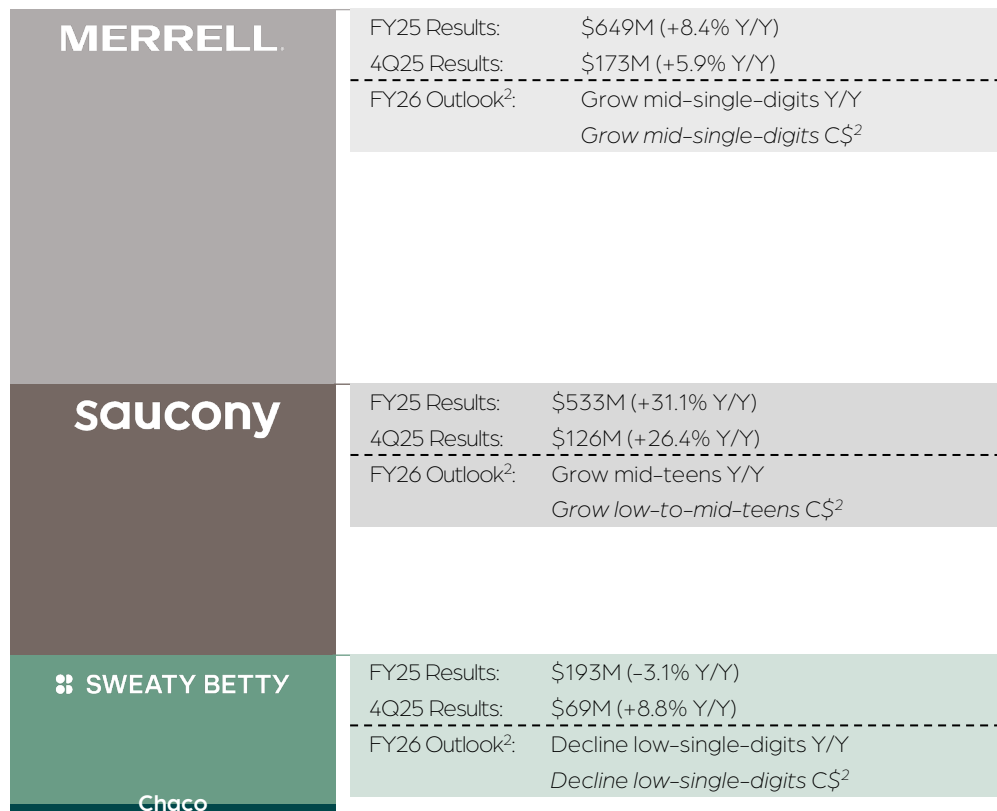 MERRELL.
FY25 Results: $649M (+8.4% Y/Y)
4Q25 Results: $173M (+5.9% Y/Y)
FY26 Outlook²: Grow mid-single-digits Y/Y
Grow mid-single-digits C$²
saucony
FY25 Results: $533M (+31.1% Y/Y)
4Q25 Results: $126M (+26.4% Y/Y)
FY26 Outlook²: Grow mid-teens Y/Y
Grow low-to-mid-teens C$²
SWEATY BETTY
FY25 Results: $193M (-3.1% Y/Y)
4Q25 Results: $69M (+8.8% Y/Y)
FY26 Outlook²: Decline low-single-digits Y/Y
Decline low-single-digits C$²
Chaco